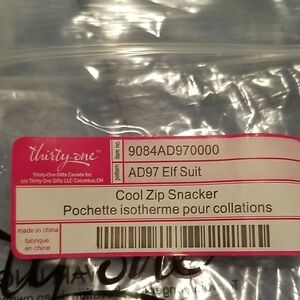 thirty-one™
Thirty-One Gifts Canada Inc
c/o Thirty-One Gifts LLC Columbus,OH
item no.
9084AD970000
pattern
AD97 Elf Suit
Cool Zip Snacker
Pochette isotherme pour collations
made in china
fabriqué
en chine
one